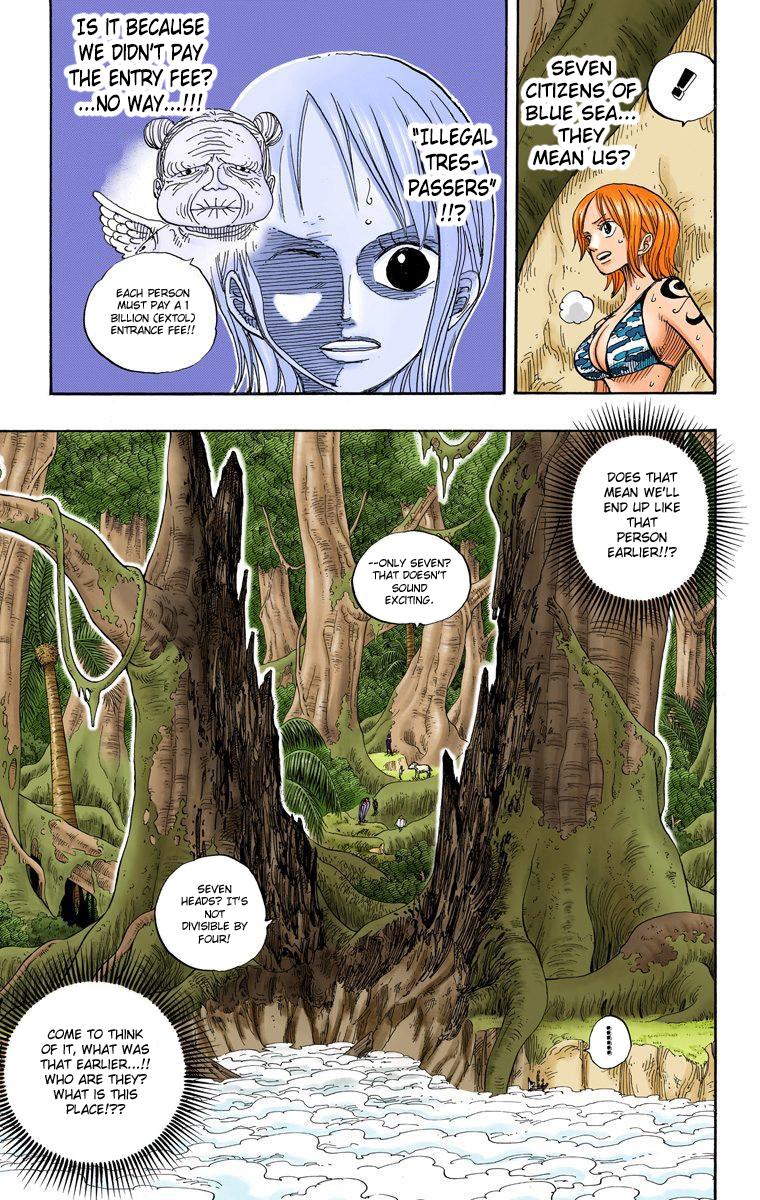 !
SEVEN
CITIZENS OF
BLUE SEA...
THEY
MEAN US?
"ILLEGAL
TRES-
PASSERS"
!!?
IS IT BECAUSE
WE DIDN'T PAY
THE ENTRY FEE?
...NO WAY...!!!
EACH PERSON
MUST PAY A 1
BILLION (EXTOL)
ENTRANCE FEE!!
DOES THAT
MEAN WE'LL
END UP LIKE
THAT
PERSON
EARLIER!!?
--ONLY SEVEN?
THAT DOESN'T
SOUND
EXCITING.
SEVEN
HEADS? IT'S
NOT
DIVISIBLE BY
FOUR!
......
COME TO THINK
OF IT, WHAT WAS
THAT EARLIER...!!
WHO ARE THEY?
WHAT IS THIS
PLACE!??